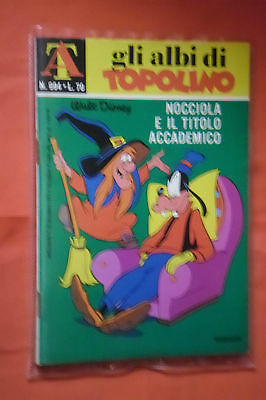 A
N. 894 • L. 70
gli albi di
TOPOLINO
Walt Disney
NOCCIOLA
E IL TITOLO
ACCADEMICO